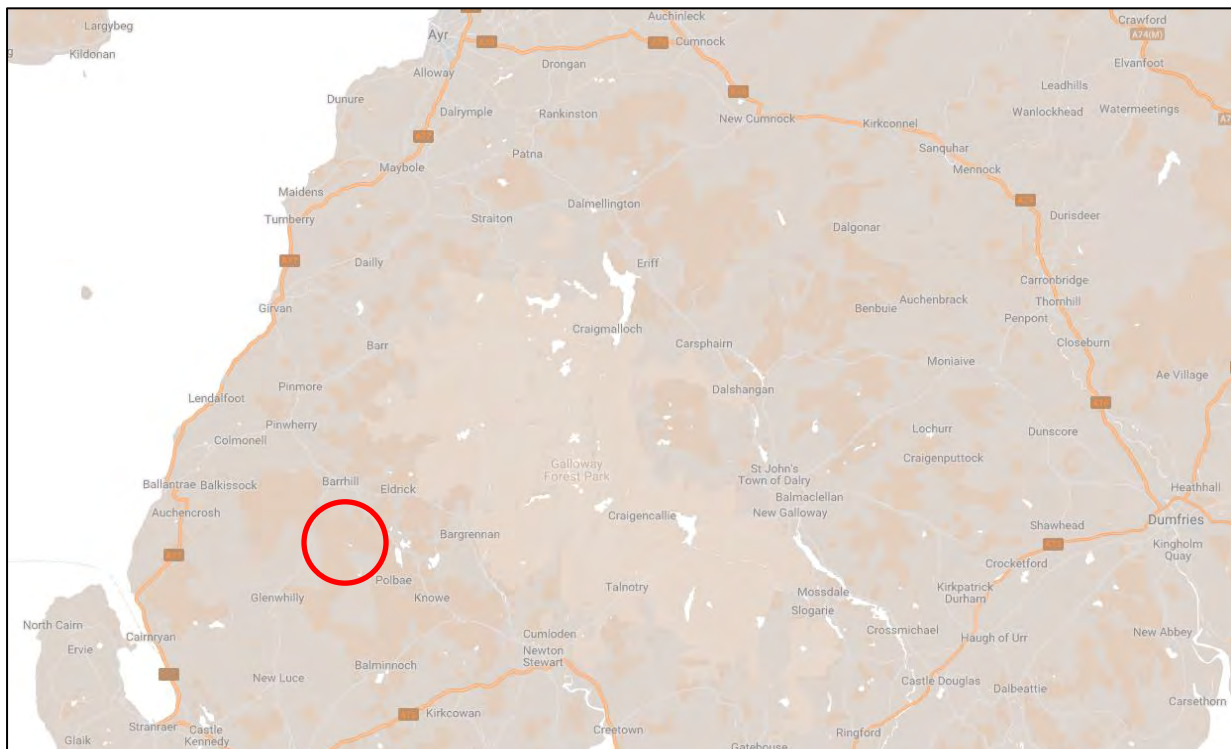 Largybeg
Kildonan
Ayr
Auchinleck
Cumnock
Crawford
A74(M)
Elvanfoot
Alloway
Drongan
Leadhills
Dunure
Dalrymple
Rankinston
New Cumnock
Kirkconnel
Wanlockhead
Watermeetings
A77
Patna
Sanquhar
Mennock
Maybole
Maidens
Turnberry
Straiton
Dalmellington
A76
Durisdeer
Dalgonar
A77
Dailly
Eriff
Carronbridge
Thornhill
Girvan
Auchenbrack
Benbuie
Penpont
Craigmalloch
Carsphairn
Closeburn
Barr
Moniaive
Ae Village
Pinmore
Dalshangan
Lendalfoot
A76
Pinwherry
Colmonell
Lochurr
Dunscore
Craigenputtock
Galloway
Forest Park
St John's
Town of Dalry
Ballantrae
Balkissock
Barrhill
Eldrick
Balmaclellan
New Galloway
Heathhall
Auchencrosh
Craigencallie
Shawhead
Dumfries
Bargrennan
A75
Kingholm
Quay
A77
Crocketford
Polbae
Glenwhilly
Knowe
Talnotry
Mossdale
Slogarie
Kirkpatrick
Durham
North Cairn
Ervie
Cairnryan
Cumloden
Newton
Stewart
Crossmichael
Haugh of Urr
New Abbey
Balminnoch
New Luce
Castle Douglas
Dalbeattie
Carsethorn
Kirkcowan
A75
Stranraer
Castle
Kennedy
Glaik
Creetown
Ringford
Gatehouse